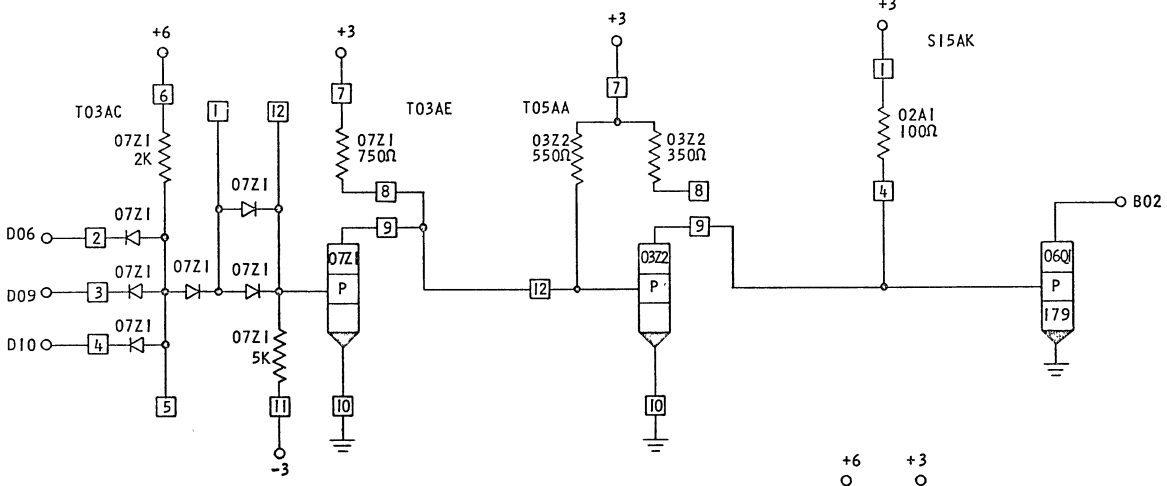 +6
+3
+3
+3
S15AK
6
1
12
7
7
1
T03AC
T03AE
T05AA
07Z1
2K
07Z1
750Ω
03Z2
550Ω
03Z2
350Ω
02A1
100Ω
07Z1
8
8
4
D06
2
07Z1
9
9
B02
07Z1
03Z2
06Q1
D09
3
07Z1
07Z1
07Z1
P
12
P
P
179
D10
4
07Z1
07Z1
5K
5
11
10
10
-3
+6
+3